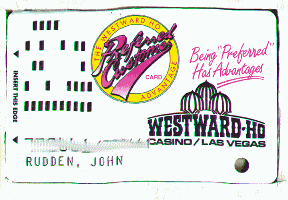 THE WESTWARD HO
Preferred
Customer
CARD
ADVANTAGE
Being "Preferred"
Has Advantages
INSERT THIS EDGE
WESTWARD-HO
CASINO/LAS VEGAS
RUDDEN, JOHN